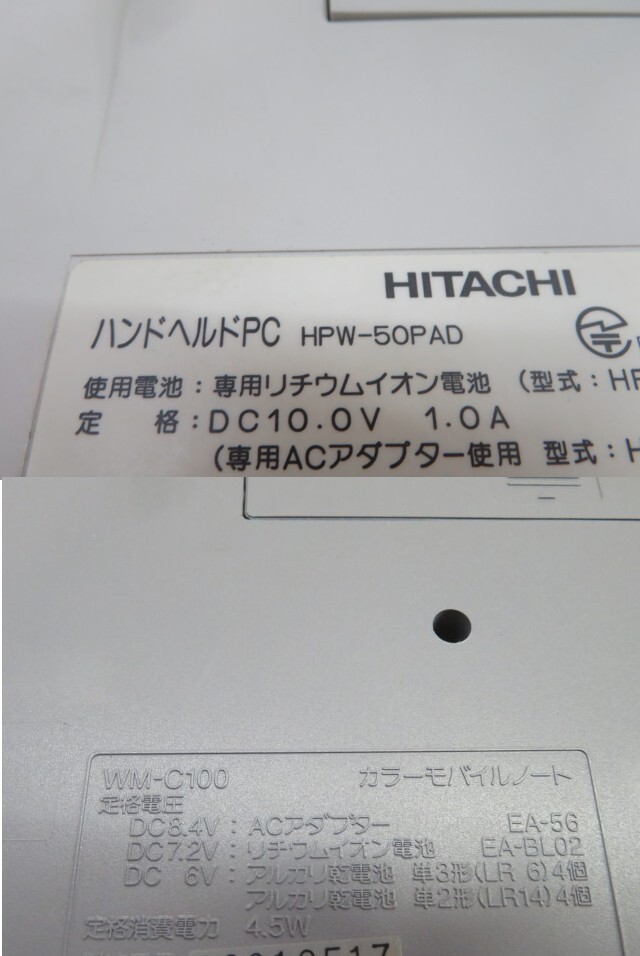 HITACHI
ハンドヘルドPC HPW-50PAD
使用電池：専用リチウムイオン電池 （型式：HP
定　格：DC10.0V 1.0A
（専用ACアダプター使用 型式：H
WM-C100 カラーモバイルノート
定格電圧
DC8.4V：ACアダプター EA-56
DC7.2V：リチウムイオン電池 EA-BL02
DC 6V：アルカリ乾電池 単3形（LR 6）4個
アルカリ乾電池 単2形（LR14）4個
定格消費電力 4.5W